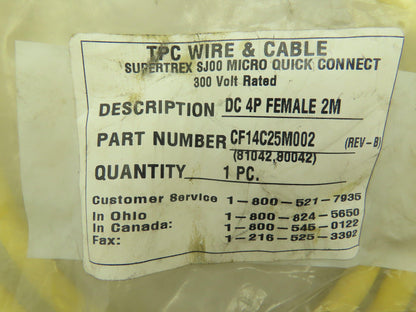 TPC WIRE & CABLE
SUPERTREX SJOO MICRO QUICK CONNECT
300 Volt Rated
DESCRIPTION DC 4P FEMALE 2M
PART NUMBER CF14C25M002 (REV-B)
(81042,80042)
QUANTITY 1 PC.
Customer Service 1-800-521-7935
In Ohio 1-800-824-5650
In Canada: 1-800-545-0122
Fax: 1-216-525-3392